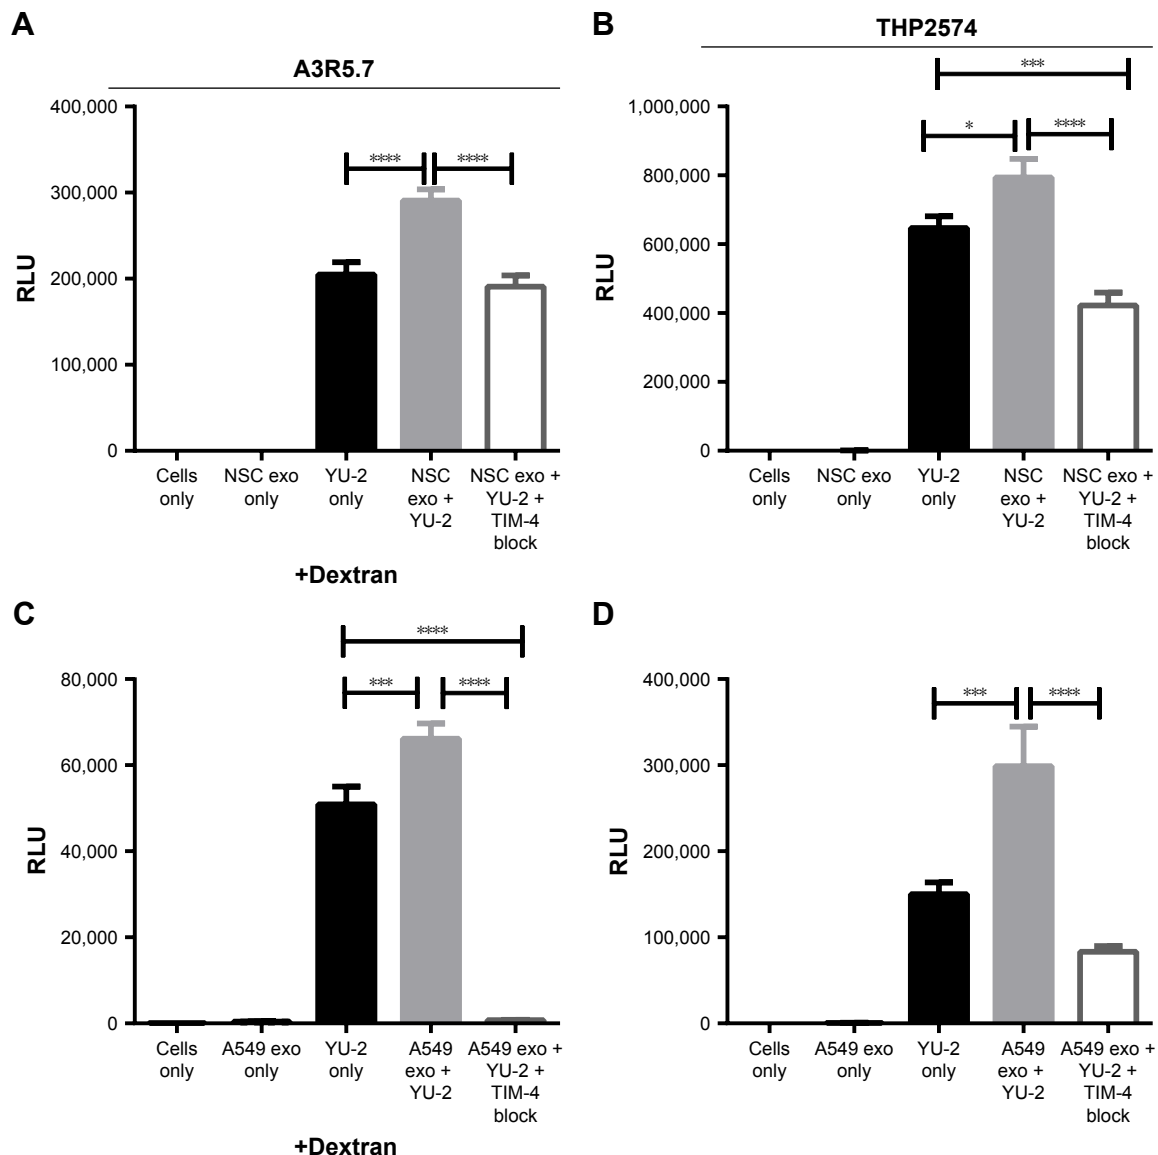 A
A3R5.7
400,000
300,000
200,000
100,000
0
RLU
**** ****
Cells only
NSC exo only
YU-2 only
NSC exo + YU-2
NSC exo + YU-2 + TIM-4 block
+Dextran
B
THP2574
1,000,000
800,000
600,000
400,000
200,000
0
RLU
***
* ****
Cells only
NSC exo only
YU-2 only
NSC exo + YU-2
NSC exo + YU-2 + TIM-4 block
C
80,000
60,000
40,000
20,000
0
RLU
****
*** ****
Cells only
A549 exo only
YU-2 only
A549 exo + YU-2
A549 exo + YU-2 + TIM-4 block
+Dextran
D
400,000
300,000
200,000
100,000
0
RLU
*** ****
Cells only
A549 exo only
YU-2 only
A549 exo + YU-2
A549 exo + YU-2 + TIM-4 block